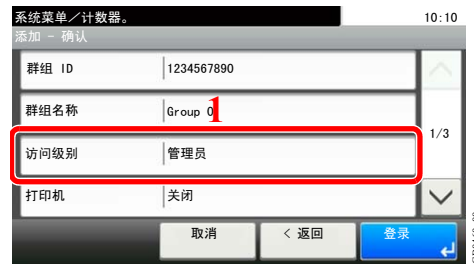 系统菜单／计数器。 10:10
添加 - 确认
群组 ID 1234567890
群组名称 Group 0
1
1/3
访问级别 管理员
打印机 关闭
取消 < 返回 登录